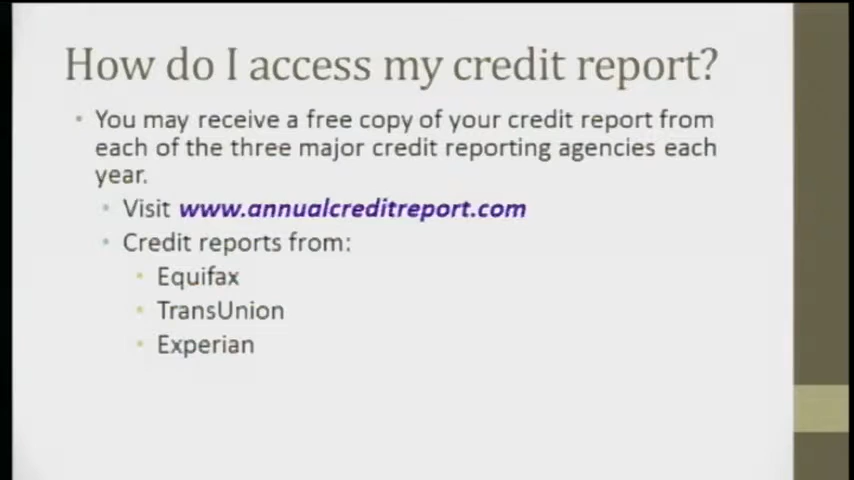 How do I access my credit report?
• You may receive a free copy of your credit report from
each of the three major credit reporting agencies each
year.
• Visit www.annualcreditreport.com
• Credit reports from:
• Equifax
• TransUnion
• Experian